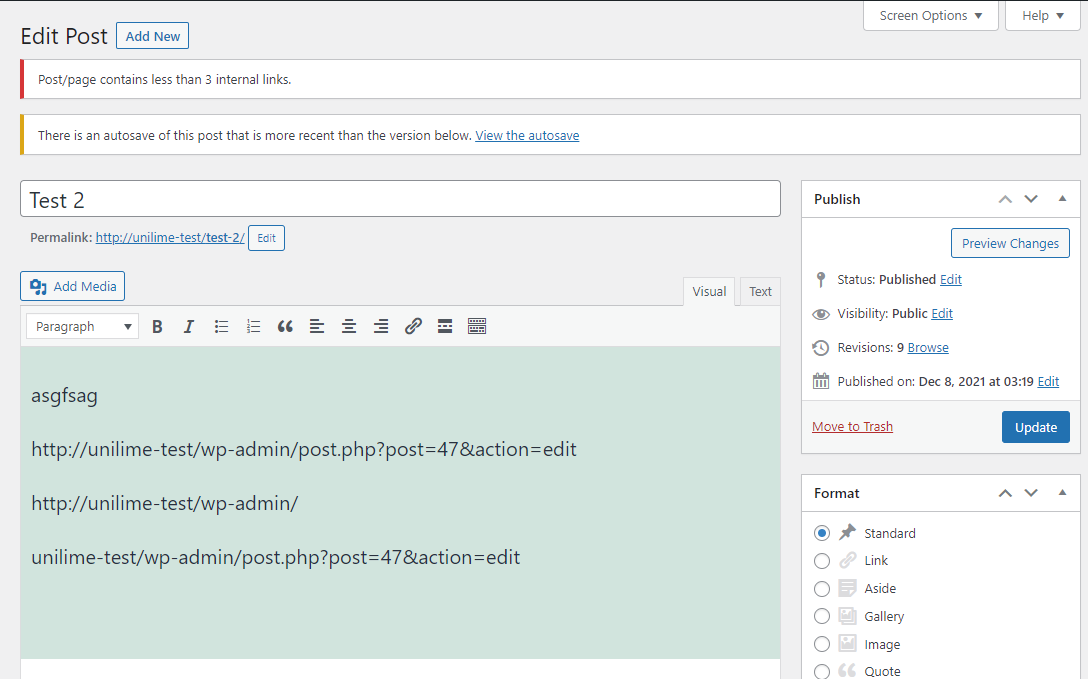 Screen Options
Help
Edit Post
Add New
Post/page contains less than 3 internal links.
There is an autosave of this post that is more recent than the version below. View the autosave
Test 2
Permalink: http://unilime-test/test-2/ Edit
Add Media
Visual
Text
Paragraph
B I
asgfsag
http://unilime-test/wp-admin/post.php?post=47&action=edit
http://unilime-test/wp-admin/
unilime-test/wp-admin/post.php?post=47&action=edit
Publish
Preview Changes
Status: Published Edit
Visibility: Public Edit
Revisions: 9 Browse
Published on: Dec 8, 2021 at 03:19 Edit
Move to Trash
Update
Format
Standard
Link
Aside
Gallery
Image
Quote